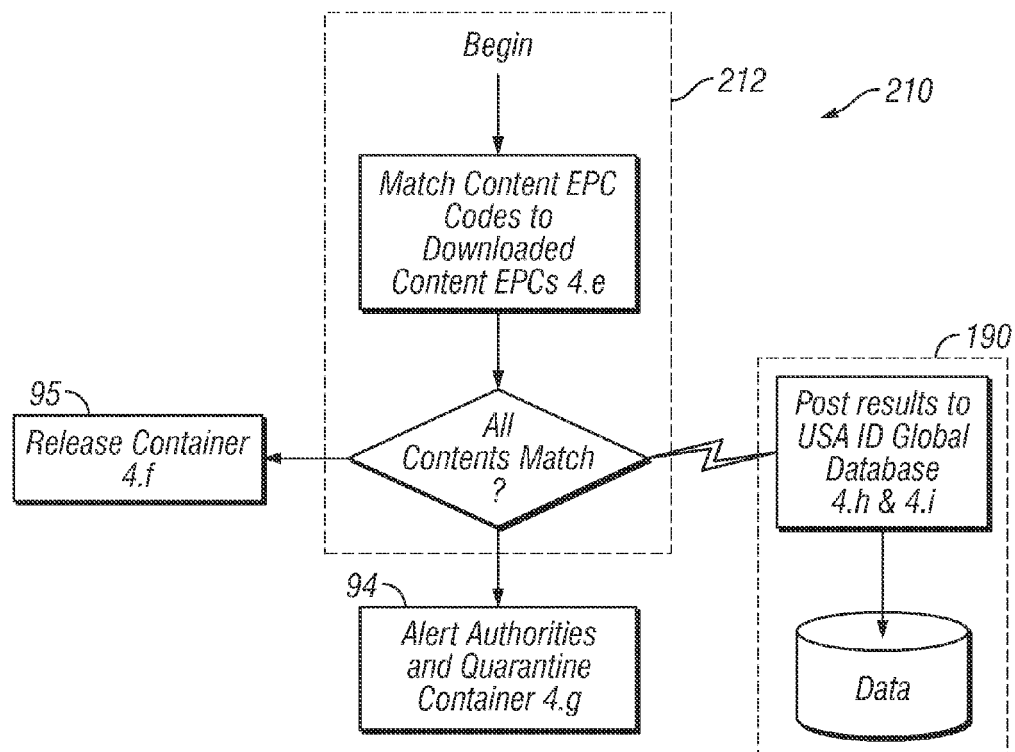 Begin
212
210
Match Content EPC
Codes to
Downloaded
Content EPCs 4.e
190
95
Release Container
4.f
All
Contents Match
?
Post results to
USA ID Global
Database
4.h & 4.i
94
Alert Authorities
and Quarantine
Container 4.g
Data